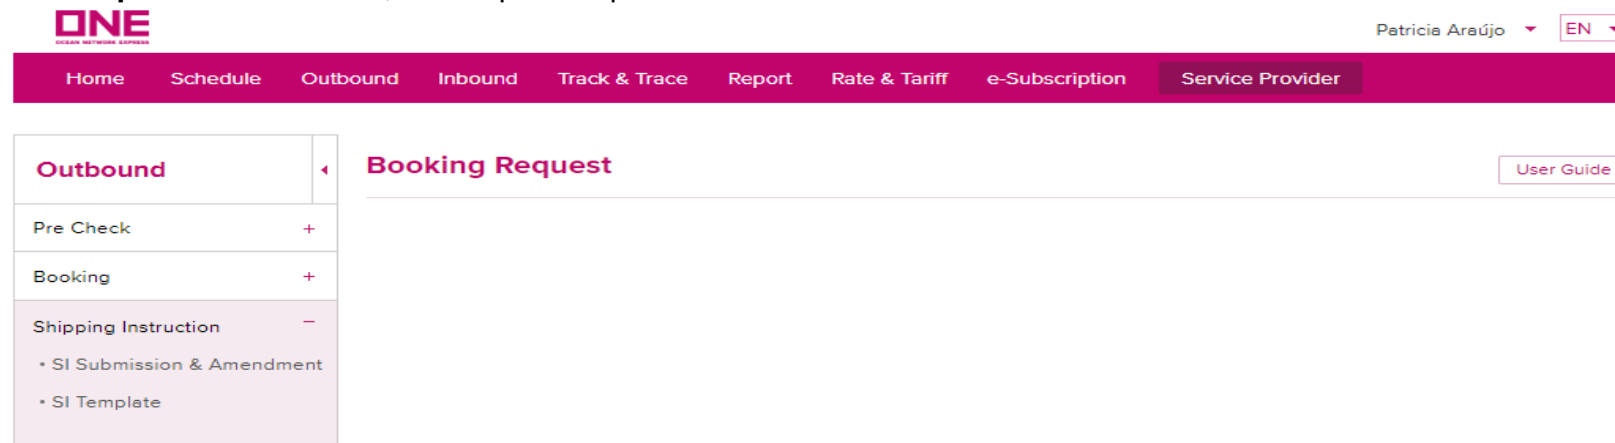 ONE
OCEAN NETWORK EXPRESS
Patricia Araújo EN
Home Schedule Outbound Inbound Track & Trace Report Rate & Tariff e-Subscription Service Provider
Outbound
Booking Request
User Guide
Pre Check +
Booking +
Shipping Instruction −
• SI Submission & Amendment
• SI Template